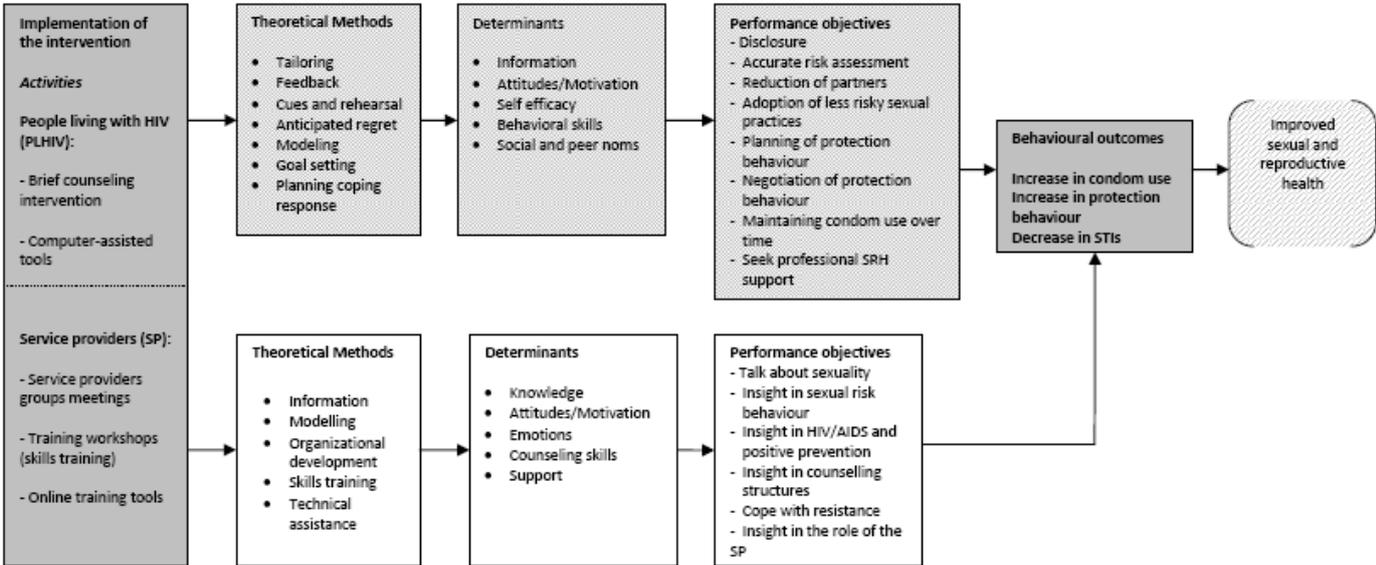 Implementation of
the intervention
Activities
People living with HIV
(PLHIV):
- Brief counseling
intervention
- Computer-assisted
tools
Service providers (SP):
- Service providers
groups meetings
- Training workshops
(skills training)
- Online training tools
Theoretical Methods
• Tailoring
• Feedback
• Cues and rehearsal
• Anticipated regret
• Modeling
• Goal setting
• Planning coping
response
Determinants
• Information
• Attitudes/Motivation
• Self efficacy
• Behavioral skills
• Social and peer noms
Performance objectives
- Disclosure
- Accurate risk assessment
- Reduction of partners
- Adoption of less risky sexual
practices
- Planning of protection
behaviour
- Negotiation of protection
behaviour
- Maintaining condom use over
time
- Seek professional SRH
support
Theoretical Methods
• Information
• Modelling
• Organizational
development
• Skills training
• Technical
assistance
Determinants
• Knowledge
• Attitudes/Motivation
• Emotions
• Counseling skills
• Support
Performance objectives
- Talk about sexuality
- Insight in sexual risk
behaviour
- Insight in HIV/AIDS and
positive prevention
- Insight in counselling
structures
- Cope with resistance
- Insight in the role of the
SP
Behavioural outcomes
Increase in condom use
Increase in protection
behaviour
Decrease in STIs
Improved
sexual and
reproductive
health